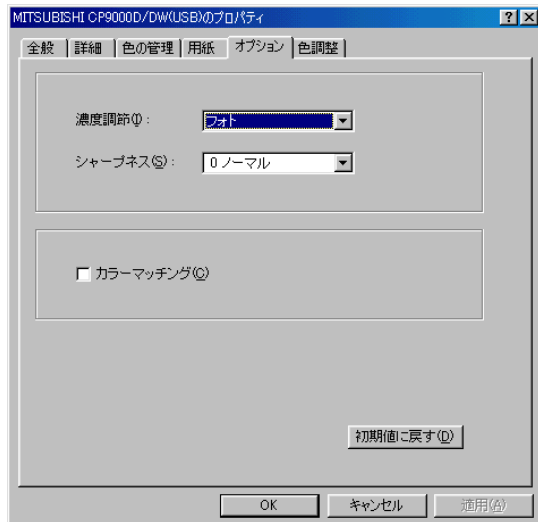 MITSUBISHI CP9000D/DW(USB)のプロパティ
全般 詳細 色の管理 用紙 オプション 色調整
濃度調節(I): フォト
シャープネス(S): 0 ノーマル
カラーマッチング(C)
初期値に戻す(D)
OK キャンセル 適用(A)